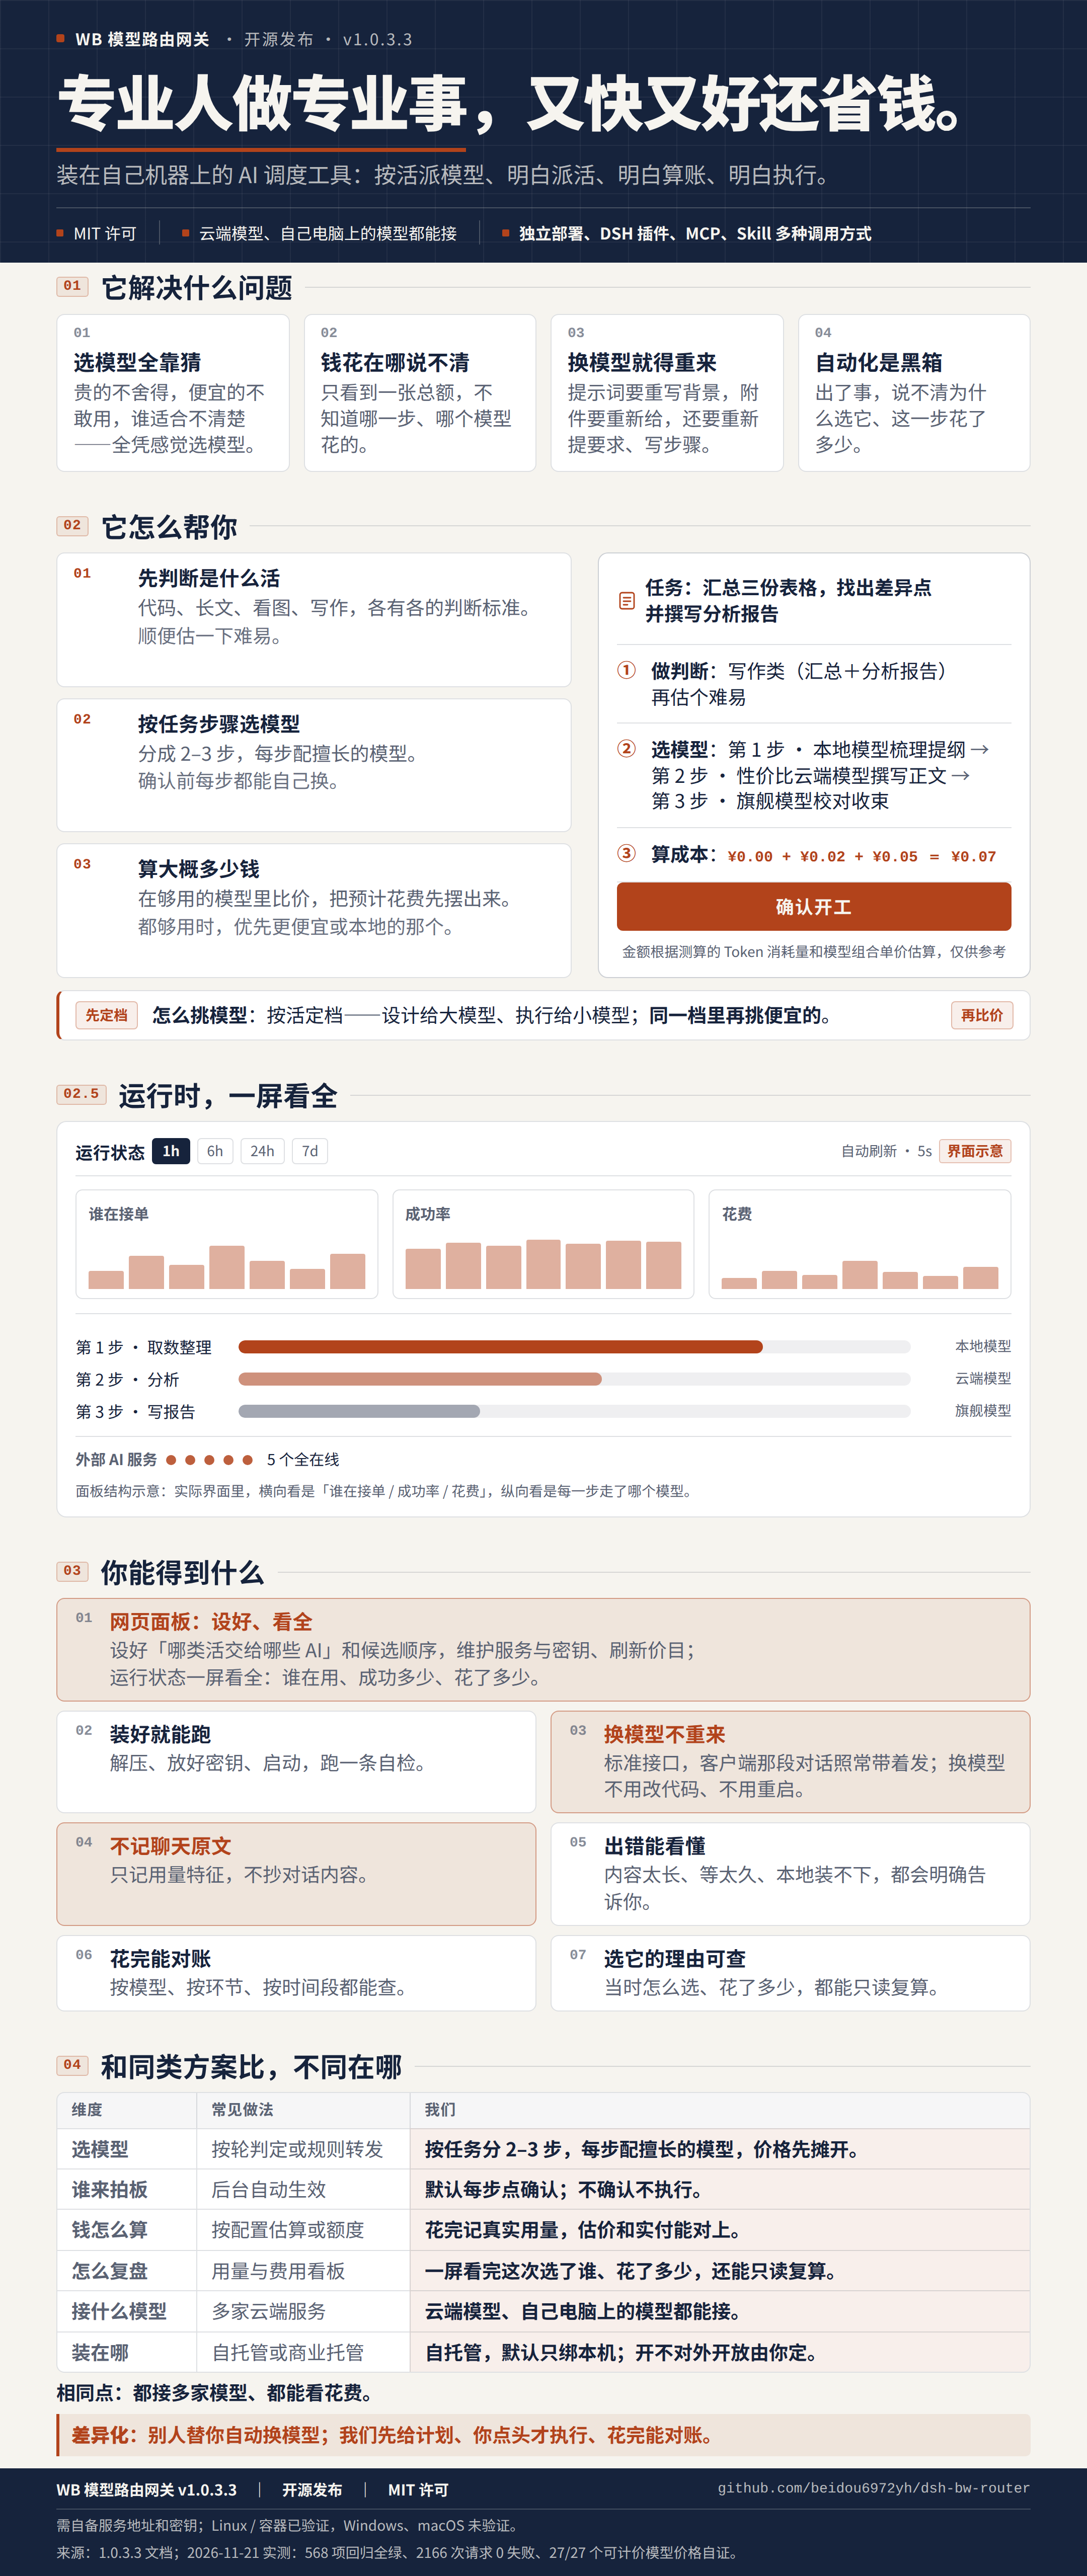 WB 模型路由网关 · 开源发布 · v1.0.3.3
专业人做专业事，又快又好还省钱。
装在自己机器上的 AI 调度工具：按活派模型、明白派活、明白算账、明白执行。
MIT 许可
云端模型、自己电脑上的模型都能接
独立部署、DSH 插件、MCP、Skill 多种调用方式
01 它解决什么问题
01
选模型全靠猜
贵的不舍得，便宜的不
敢用，谁适合不清楚
——全凭感觉选模型。
02
钱花在哪说不清
只看到一张总额，不
知道哪一步、哪个模型
花的。
03
换模型就得重来
提示词要重写背景，附
件要重新给，还要重新
提要求、写步骤。
04
自动化是黑箱
出了事，说不清为什
么选它、这一步花了
多少。
02 它怎么帮你
01 先判断是什么活
代码、长文、看图、写作，各有各的判断标准。
顺便估一下难易。
02 按任务步骤选模型
分成 2–3 步，每步配擅长的模型。
确认前每步都能自己换。
03 算大概多少钱
在够用的模型里比价，把预计花费先摆出来。
都够用时，优先更便宜或本地的那个。
任务：汇总三份表格，找出差异点
并撰写分析报告
① 做判断：写作类（汇总＋分析报告）
再估个难易
② 选模型：第 1 步 · 本地模型梳理提纲 →
第 2 步 · 性价比云端模型撰写正文 →
第 3 步 · 旗舰模型校对收束
③ 算成本：¥0.00 + ¥0.02 + ¥0.05 = ¥0.07
确认开工
金额根据测算的 Token 消耗量和模型组合单价估算，仅供参考
先定档 怎么挑模型：按活定档——设计给大模型、执行给小模型；同一档里再挑便宜的。 再比价
02.5 运行时，一屏看全
运行状态 1h 6h 24h 7d 自动刷新 · 5s 界面示意
谁在接单
成功率
花费
第 1 步 · 取数整理 本地模型
第 2 步 · 分析 云端模型
第 3 步 · 写报告 旗舰模型
外部 AI 服务 5 个全在线
面板结构示意：实际界面里，横向看是「谁在接单 / 成功率 / 花费」，纵向看是每一步走了哪个模型。
03 你能得到什么
01 网页面板：设好、看全
设好「哪类活交给哪些 AI」和候选顺序，维护服务与密钥、刷新价目；
运行状态一屏看全：谁在用、成功多少、花了多少。
02 装好就能跑
解压、放好密钥、启动，跑一条自检。
03 换模型不重来
标准接口，客户端那段对话照常带着发；换模型
不用改代码、不用重启。
04 不记聊天原文
只记用量特征，不抄对话内容。
05 出错能看懂
内容太长、等太久、本地装不下，都会明确告
诉你。
06 花完能对账
按模型、按环节、按时间段都能查。
07 选它的理由可查
当时怎么选、花了多少，都能只读复算。
04 和同类方案比，不同在哪
维度 常见做法 我们
选模型 按轮判定或规则转发 按任务分 2–3 步，每步配擅长的模型，价格先摊开。
谁来拍板 后台自动生效 默认每步点确认；不确认不执行。
钱怎么算 按配置估算或额度 花完记真实用量，估价和实付能对上。
怎么复盘 用量与费用看板 一屏看完这次选了谁、花了多少，还能只读复算。
接什么模型 多家云端服务 云端模型、自己电脑上的模型都能接。
装在哪 自托管或商业托管 自托管，默认只绑本机；开不对外开放由你定。
相同点：都接多家模型、都能看花费。
差异化：别人替你自动换模型；我们先给计划、你点头才执行、花完能对账。
WB 模型路由网关 v1.0.3.3 | 开源发布 | MIT 许可 github.com/beidou6972yh/dsh-bw-router
需自备服务地址和密钥；Linux / 容器已验证，Windows、macOS 未验证。
来源：1.0.3.3 文档；2026-11-21 实测：568 项回归全绿、2166 次请求 0 失败、27/27 个可计价模型价格自证。